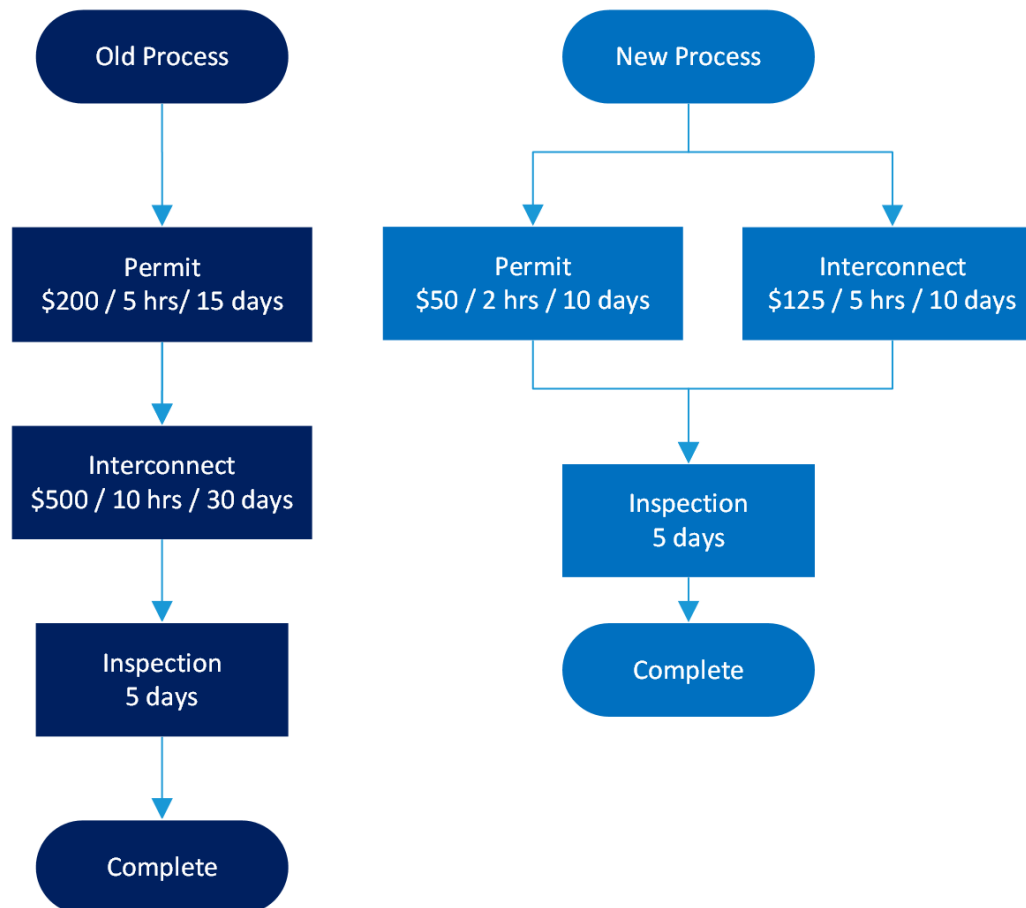 Old Process
Permit
$200 / 5 hrs/ 15 days
Interconnect
$500 / 10 hrs / 30 days
Inspection
5 days
Complete
New Process
Permit
$50 / 2 hrs / 10 days
Interconnect
$125 / 5 hrs / 10 days
Inspection
5 days
Complete